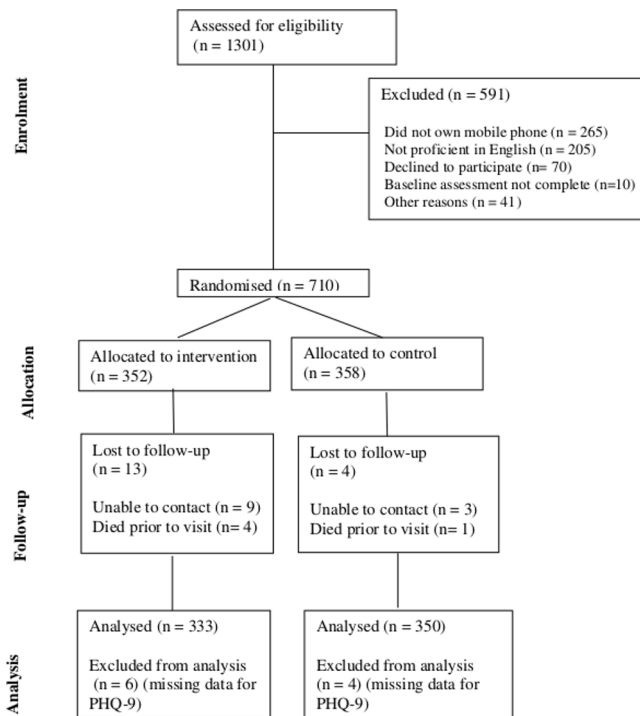 Assessed for eligibility
(n = 1301)
Enrolment
Excluded (n = 591)
Did not own mobile phone (n = 265)
Not proficient in English (n = 205)
Declined to participate (n= 70)
Baseline assessment not complete (n=10)
Other reasons (n = 41)
Randomised (n = 710)
Allocation
Allocated to intervention
(n = 352)
Allocated to control
(n = 358)
Follow-up
Lost to follow-up
(n = 13)
Unable to contact (n = 9)
Died prior to visit (n= 4)
Lost to follow-up
(n = 4)
Unable to contact (n = 3)
Died prior to visit (n= 1)
Analysis
Analysed (n = 333)
Excluded from analysis
(n = 6) (missing data for
PHQ-9)
Analysed (n = 350)
Excluded from analysis
(n = 4) (missing data for
PHQ-9)